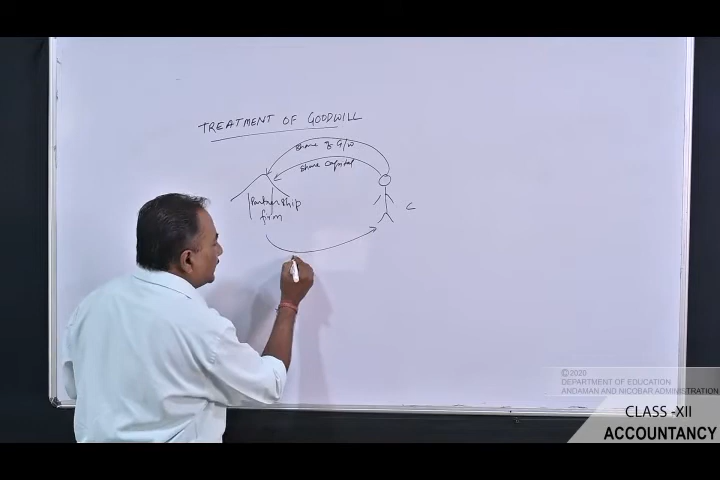 TREATMENT OF GOODWILL
Share of G/W
Share Capital
Partnership
firm
C
©2020
DEPARTMENT OF EDUCATION
ANDAMAN AND NICOBAR ADMINISTRATION
CLASS -XII
ACCOUNTANCY